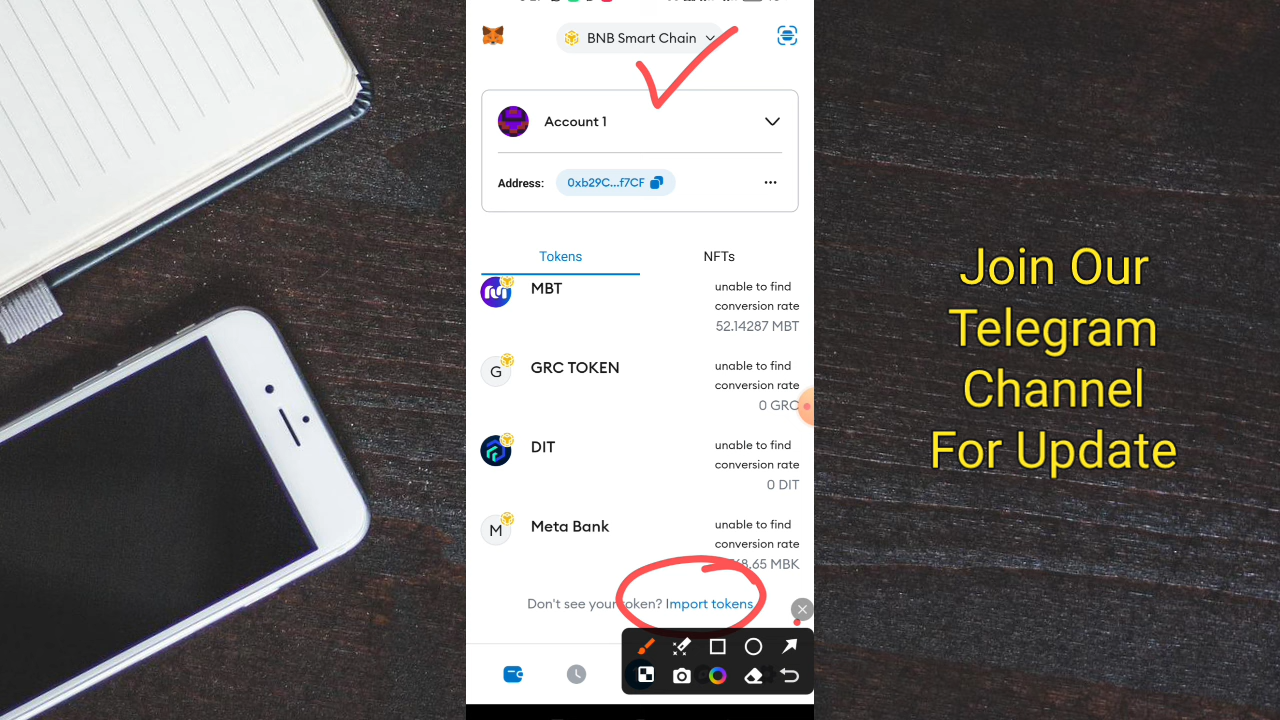 BNB Smart Chain
Account 1
Address: 0xb29C...f7CF
Tokens NFTs
MBT
unable to find
conversion rate
52.14287 MBT
GRC TOKEN
unable to find
conversion rate
0 GRC
G
DIT
unable to find
conversion rate
0 DIT
Meta Bank
unable to find
conversion rate
M
MBK
Don't see your token? Import tokens
Join Our
Telegram
Channel
For Update